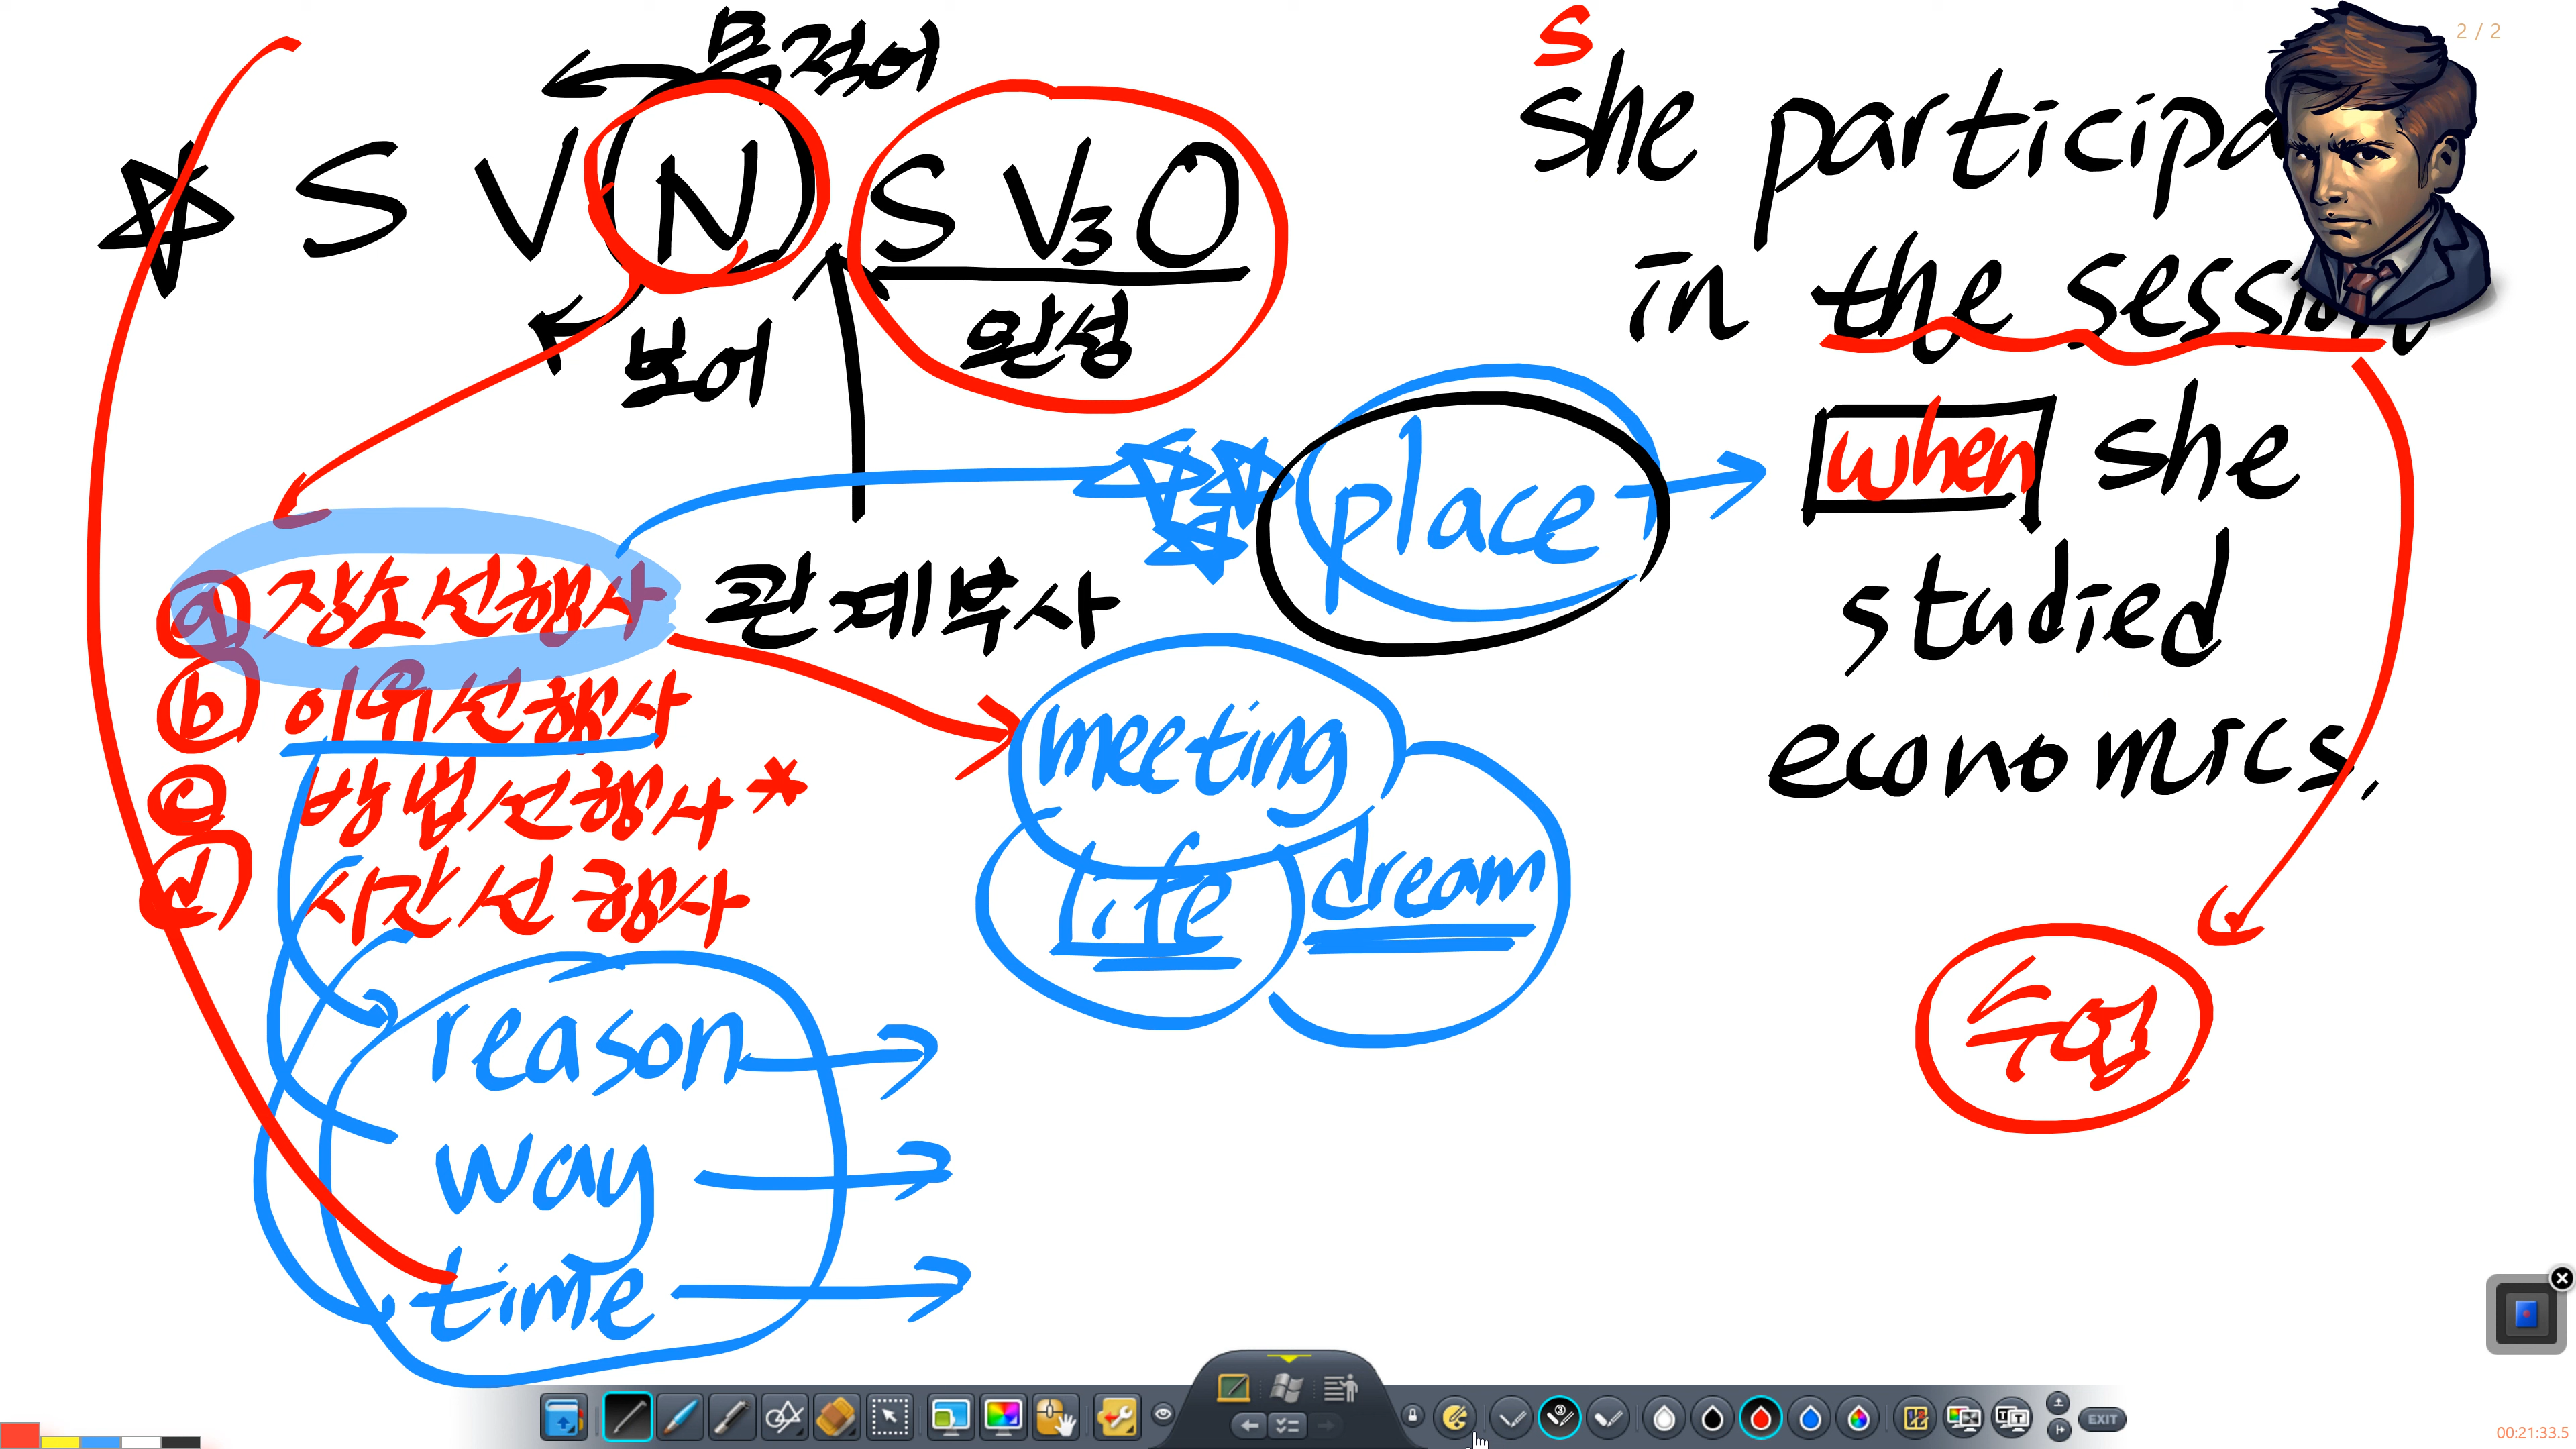 목적어
S V N S V3 O
보어
완성
관계부사
ⓐ 장소선행사
ⓑ 이유선행사
ⓒ 방법선행사*
ⓓ 시간선행사
reason
way
time
place
meeting
life
dream
s
she participa
in the session
when she
studied
economics.
수업
2 / 2
EXIT
00:21:33.5